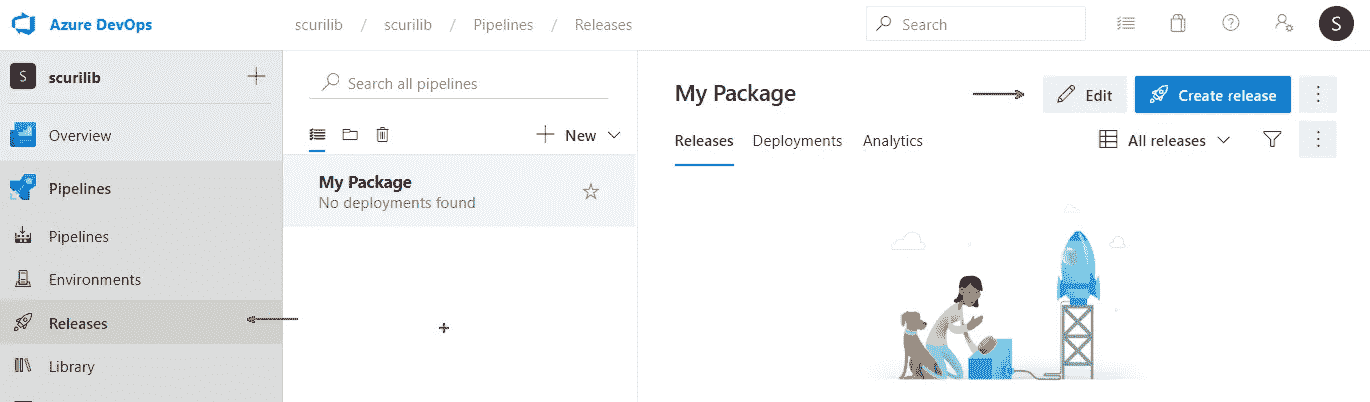 Azure DevOps
scurilib / scurilib / Pipelines / Releases
Search
S
S scurilib
Overview
Pipelines
Pipelines
Environments
Releases
Library
Search all pipelines
New
My Package
No deployments found
My Package
Edit
Create release
Releases Deployments Analytics
All releases